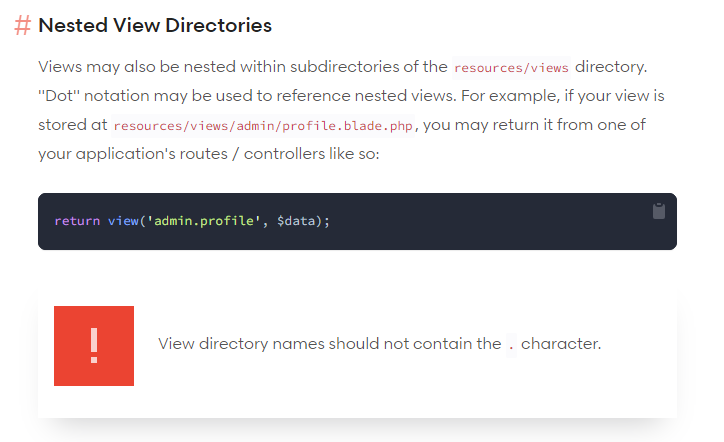 # Nested View Directories
Views may also be nested within subdirectories of the resources/views directory.
"Dot" notation may be used to reference nested views. For example, if your view is
stored at resources/views/admin/profile.blade.php, you may return it from one of
your application's routes / controllers like so:
return view('admin.profile', $data);
!
View directory names should not contain the . character.